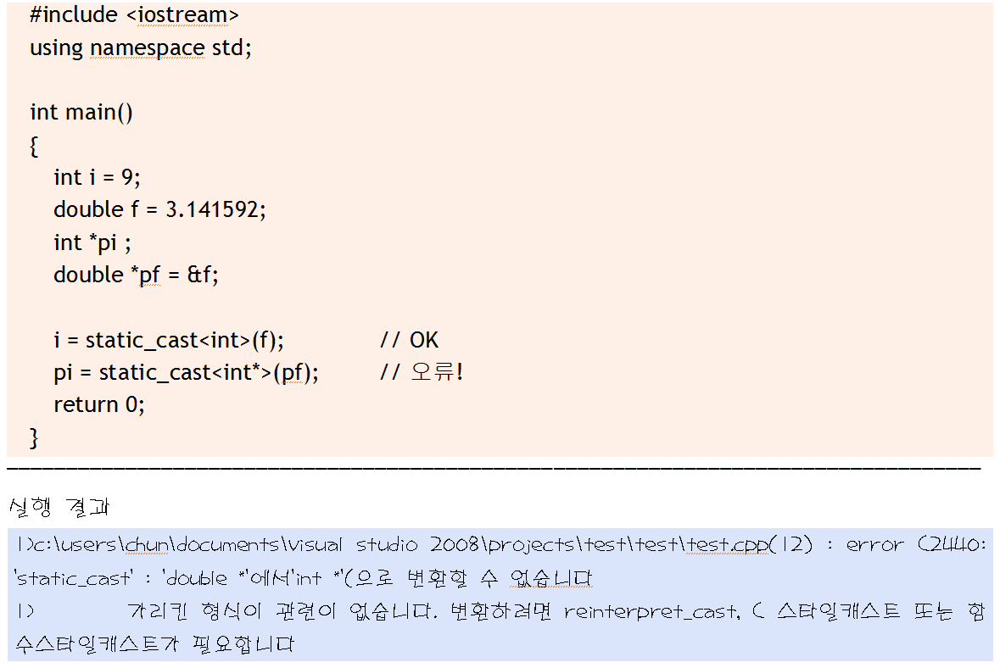 #include <iostream>
using namespace std;
int main()
{
int i = 9;
double f = 3.141592;
int *pi ;
double *pf = &f;
i = static_cast<int>(f); // OK
pi = static_cast<int*>(pf); // 오류!
return 0;
}
실행 결과
1>c:\users\chun\documents\visual studio 2008\projects\test\test\test.cpp(12) : error C2440:
'static_cast' : 'double *'에서'int *'(으로 변환할 수 없습니다
1> 가리킨 형식이 관련이 없습니다. 변환하려면 reinterpret_cast, C 스타일캐스트 또는 함
수스타일캐스트가 필요합니다